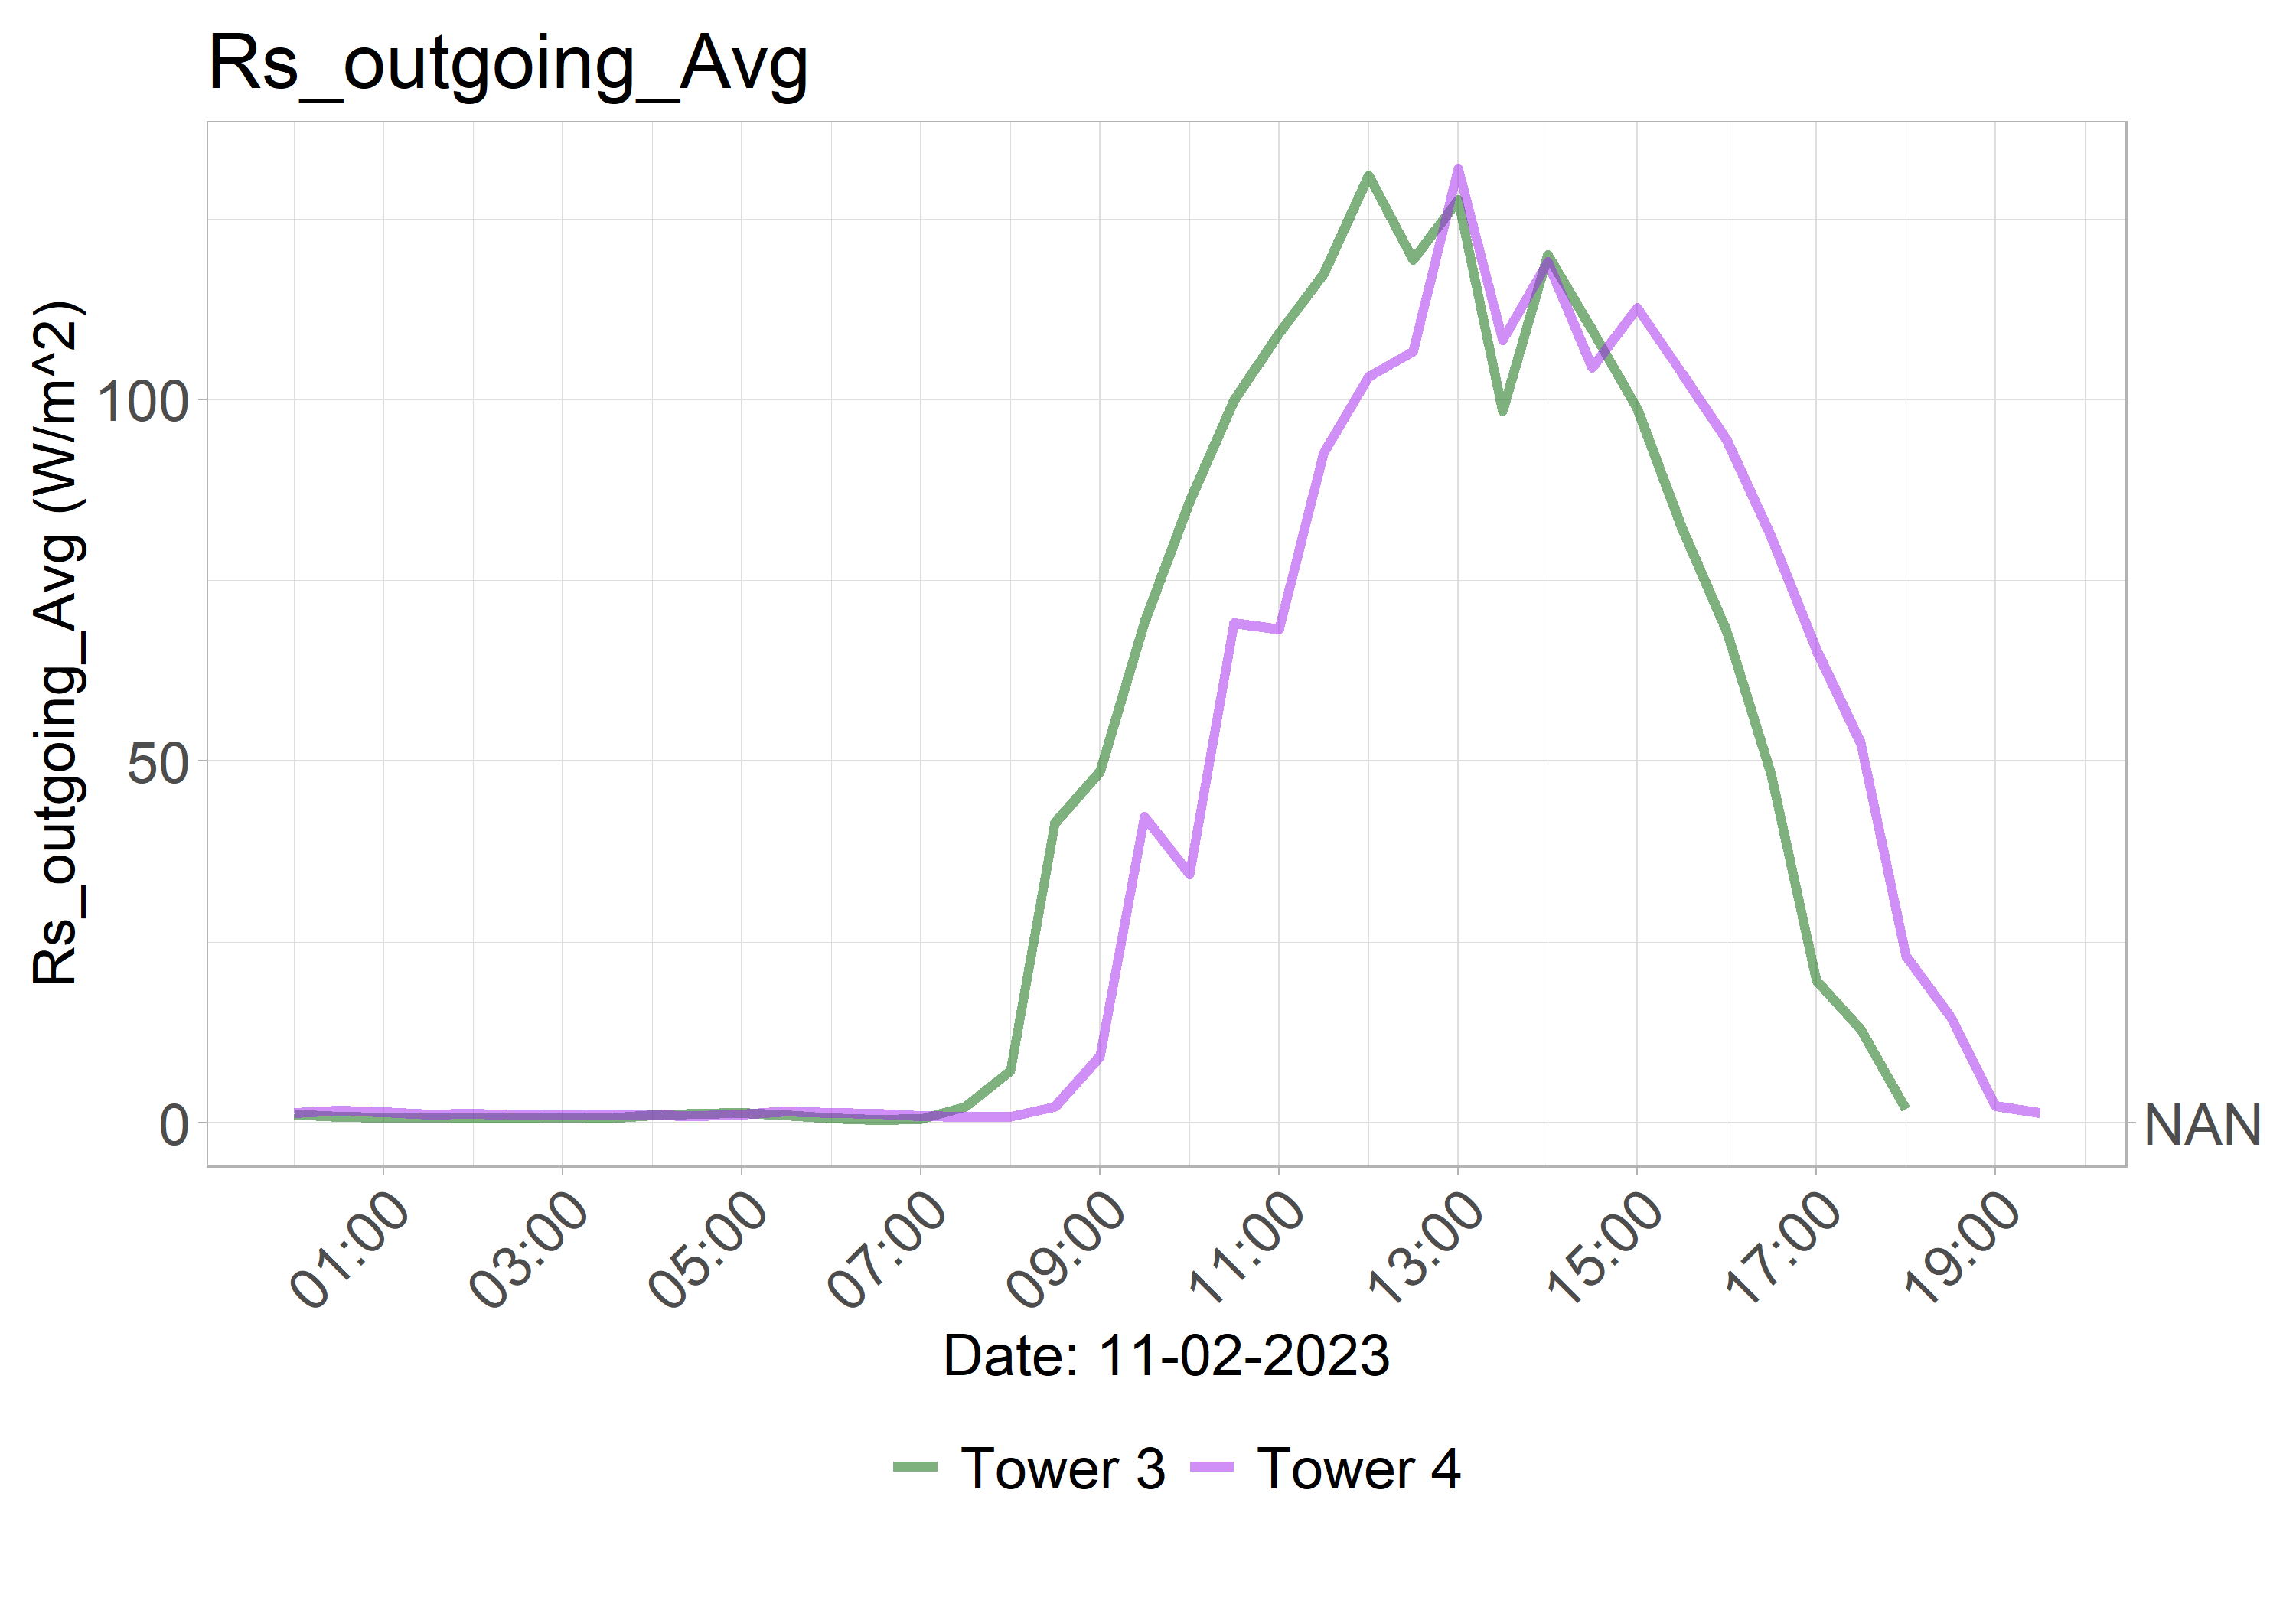 Rs_outgoing_Avg
Rs_outgoing_Avg (W/m^2)
100
50
0
NAN
01:00 03:00 05:00 07:00 09:00 11:00 13:00 15:00 17:00 19:00
Date: 11-02-2023
Tower 3 Tower 4